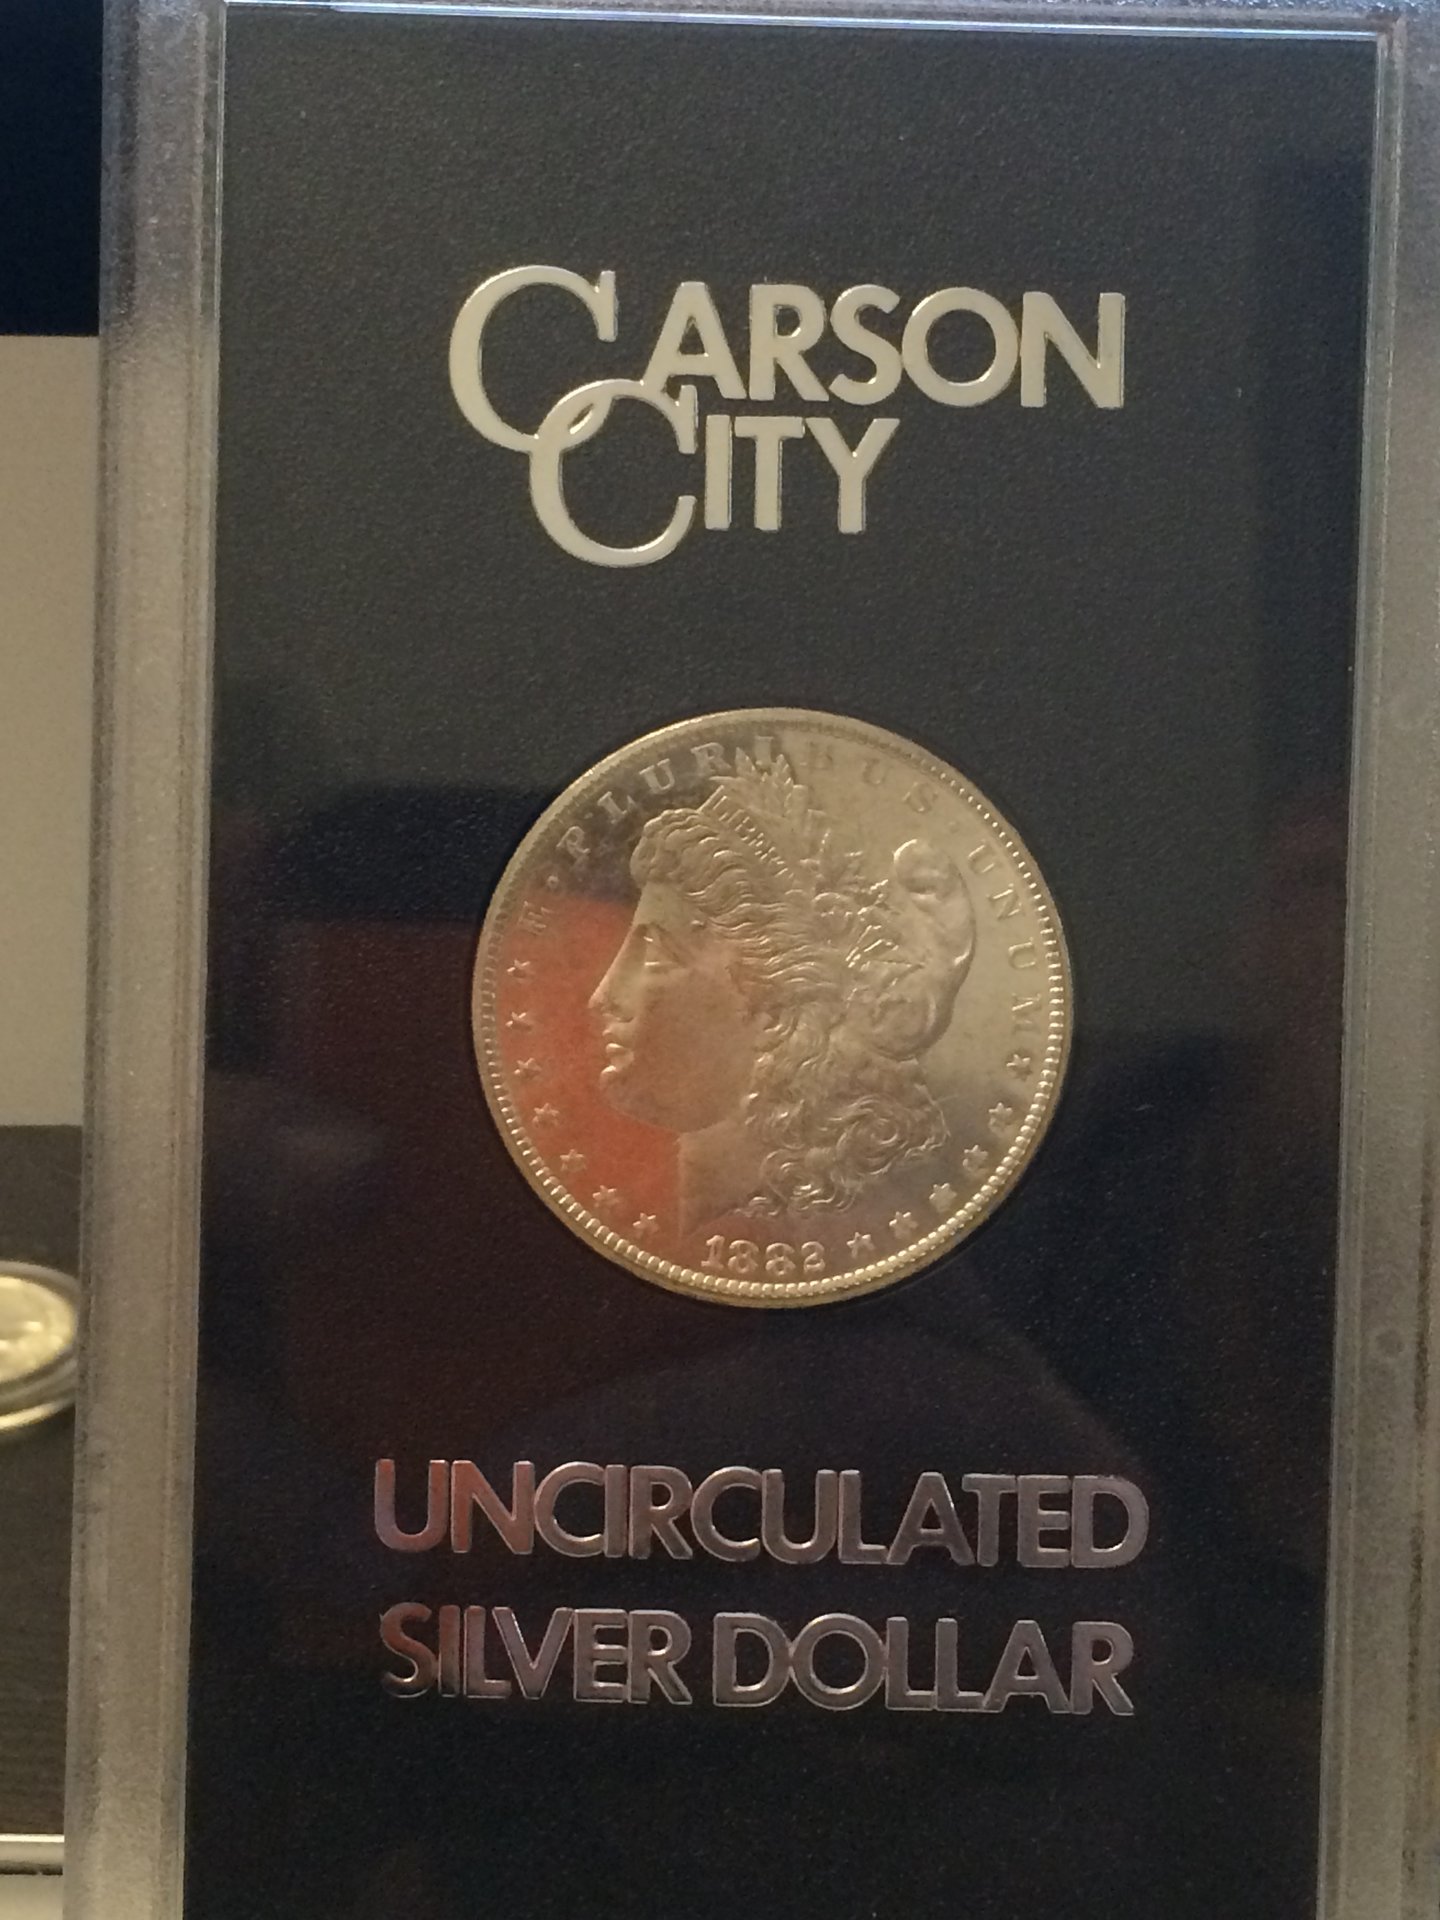 CARSON
CITY
E·PLURIBUS·UNUM
LIBERTY
1882
UNCIRCULATED
SILVER DOLLAR